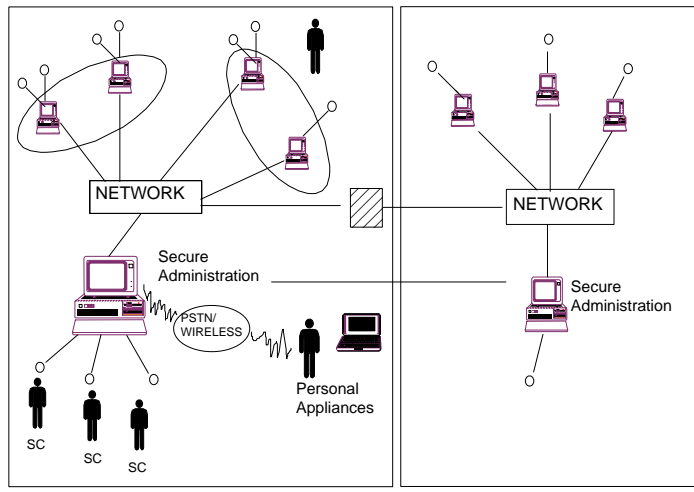 NETWORK
NETWORK
Secure
Administration
PSTN/
WIRELESS
Personal
Appliances
SC
SC
SC
Secure
Administration